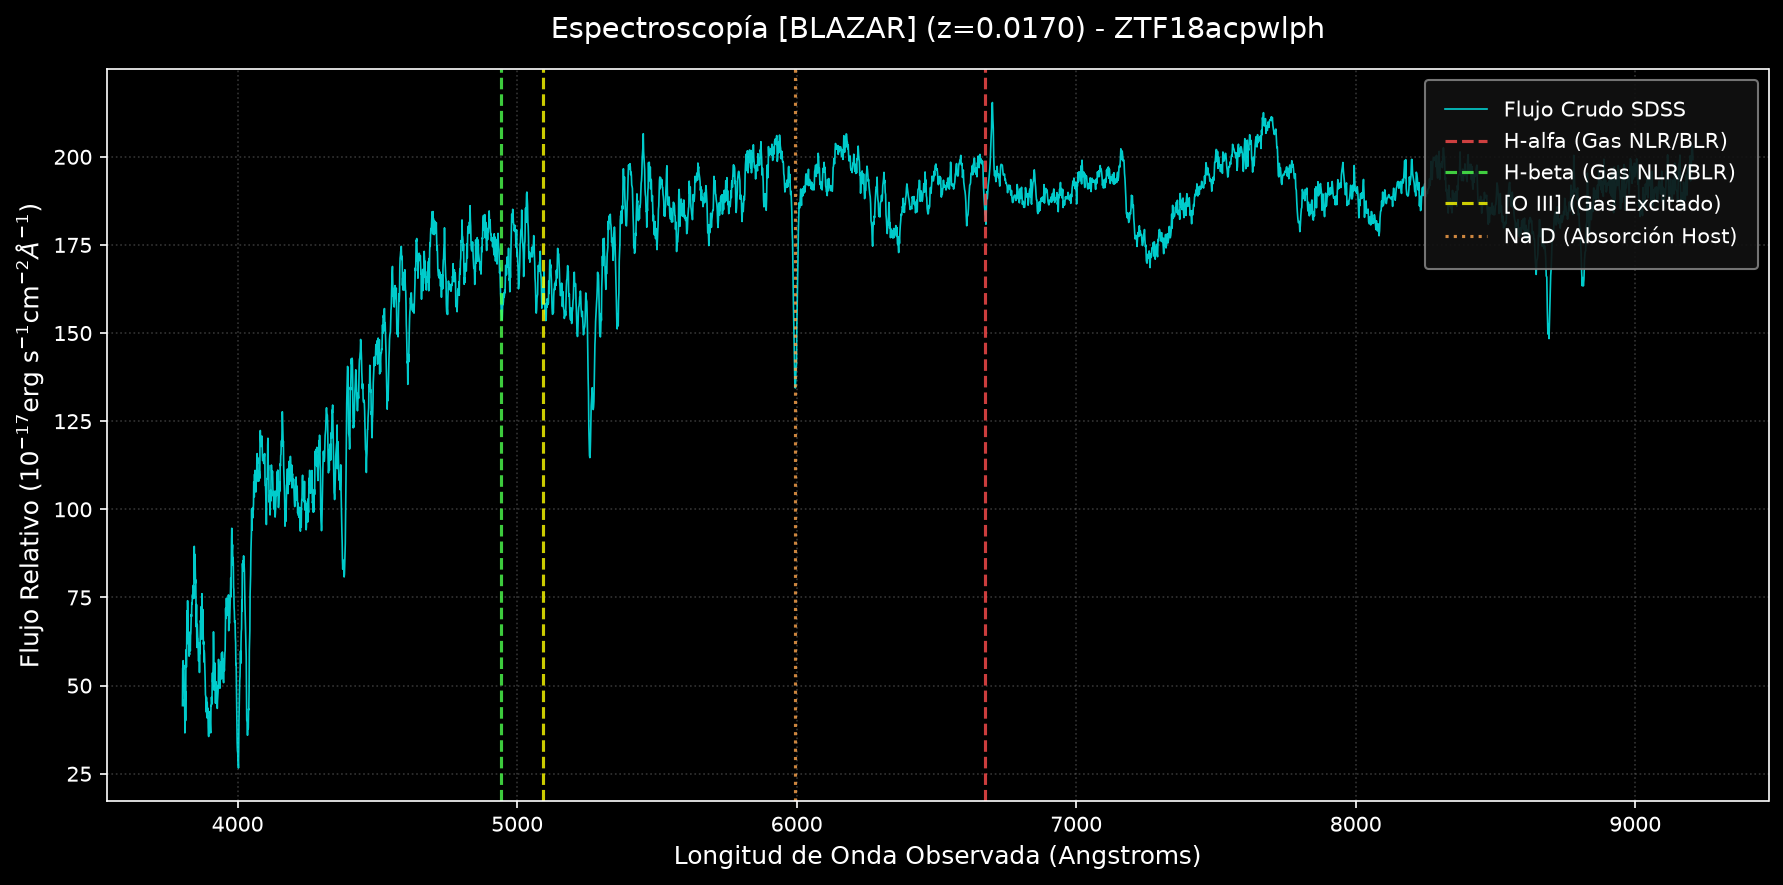 Espectroscopía [BLAZAR] (z=0.0170) - ZTF18acpwlph
Flujo Crudo SDSS
H-alfa (Gas NLR/BLR)
H-beta (Gas NLR/BLR)
[O III] (Gas Excitado)
Na D (Absorción Host)
Flujo Relativo (10⁻¹⁷erg s⁻¹cm⁻²Å⁻¹)
200
175
150
125
100
75
50
25
4000 5000 6000 7000 8000 9000
Longitud de Onda Observada (Angstroms)